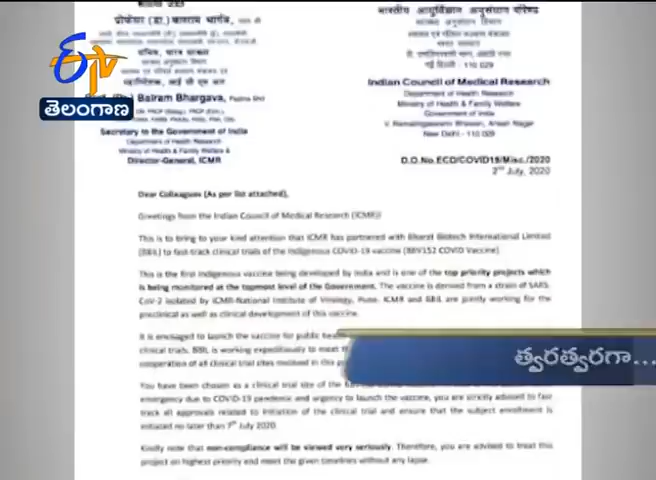 प्रोफेसर (डा.) बलराम भार्गव,
भारतीय आयुर्विज्ञान अनुसंधान परिषद
ETV
తెలంగాణ
नई दिल्ली - 110 029
Balram Bhargava, Padma Shri
Secretary to the Government of India
Department of Health Research
Ministry of Health & Family Welfare &
Director-General, ICMR
Indian Council of Medical Research
Department of Health Research
Ministry of Health & Family Welfare
Government of India
V. Ramalingaswami Bhawan, Ansari Nagar
New Delhi - 110 029
D.O.No.ECD/COVID19/Misc./2020
2nd July, 2020
Dear Colleagues (As per list attached),
Greetings from the Indian Council of Medical Research (ICMR)!
This is to bring to your kind attention that ICMR has partnered with Bharat Biotech International Limited
(BBIL) to fast-track clinical trials of the indigenous COVID-19 vaccine (BBV152 COVID Vaccine).
This is the first indigenous vaccine being developed by India and is one of the top priority projects which
is being monitored at the topmost level of the Government. The vaccine is derived from a strain of SARS-
CoV-2 isolated by ICMR-National Institute of Virology, Pune. ICMR and BBIL are jointly working for the
preclinical as well as clinical development of this vaccine.
It is envisaged to launch the vaccine for public health
clinical trials. BBIL is working expeditiously to meet the
cooperation of all clinical trial sites involved in this
త్వరత్వరగా...
You have been chosen as a clinical trial site of the
emergency due to COVID-19 pandemic and urgency to launch the vaccine, you are strictly advised to fast
track all approvals related to initiation of the clinical trial and ensure that the subject enrollment is
initiated no later than 7th July 2020.
Kindly note that non-compliance will be viewed very seriously. Therefore, you are advised to treat this
project on highest priority and meet the given timelines without any lapse.